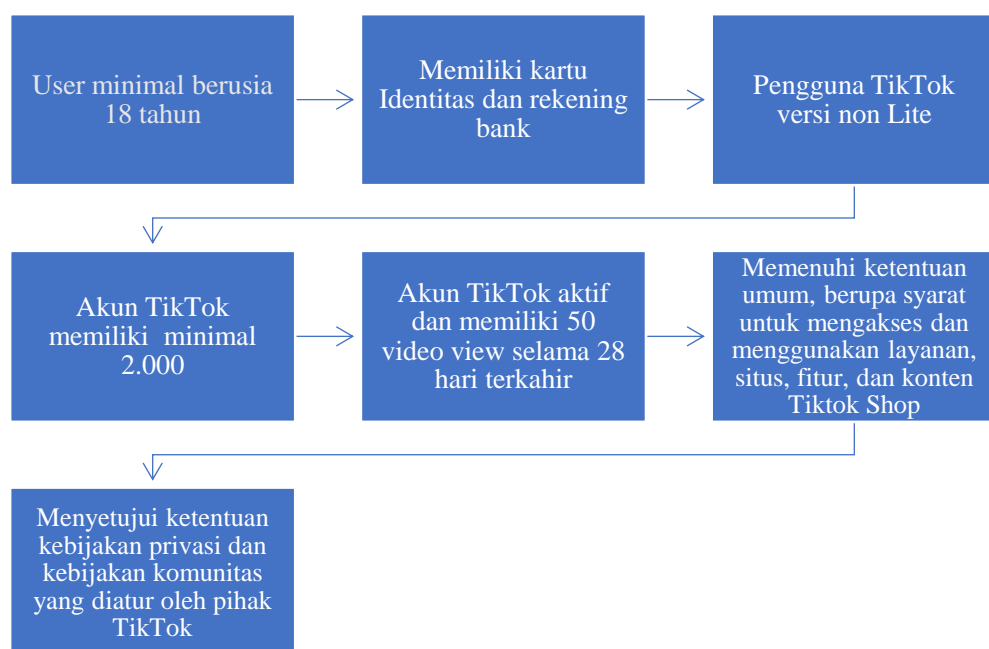 User minimal berusia
18 tahun
Memiliki kartu
Identitas dan rekening
bank
Pengguna TikTok
versi non Lite
Akun TikTok
memiliki  minimal
2.000
Akun TikTok aktif
dan memiliki 50
video view selama 28
hari terkahir
Memenuhi ketentuan
umum, berupa syarat
untuk mengakses dan
menggunakan layanan,
situs, fitur, dan konten
Tiktok Shop
Menyetujui ketentuan
kebijakan privasi dan
kebijakan komunitas
yang diatur oleh pihak
TikTok